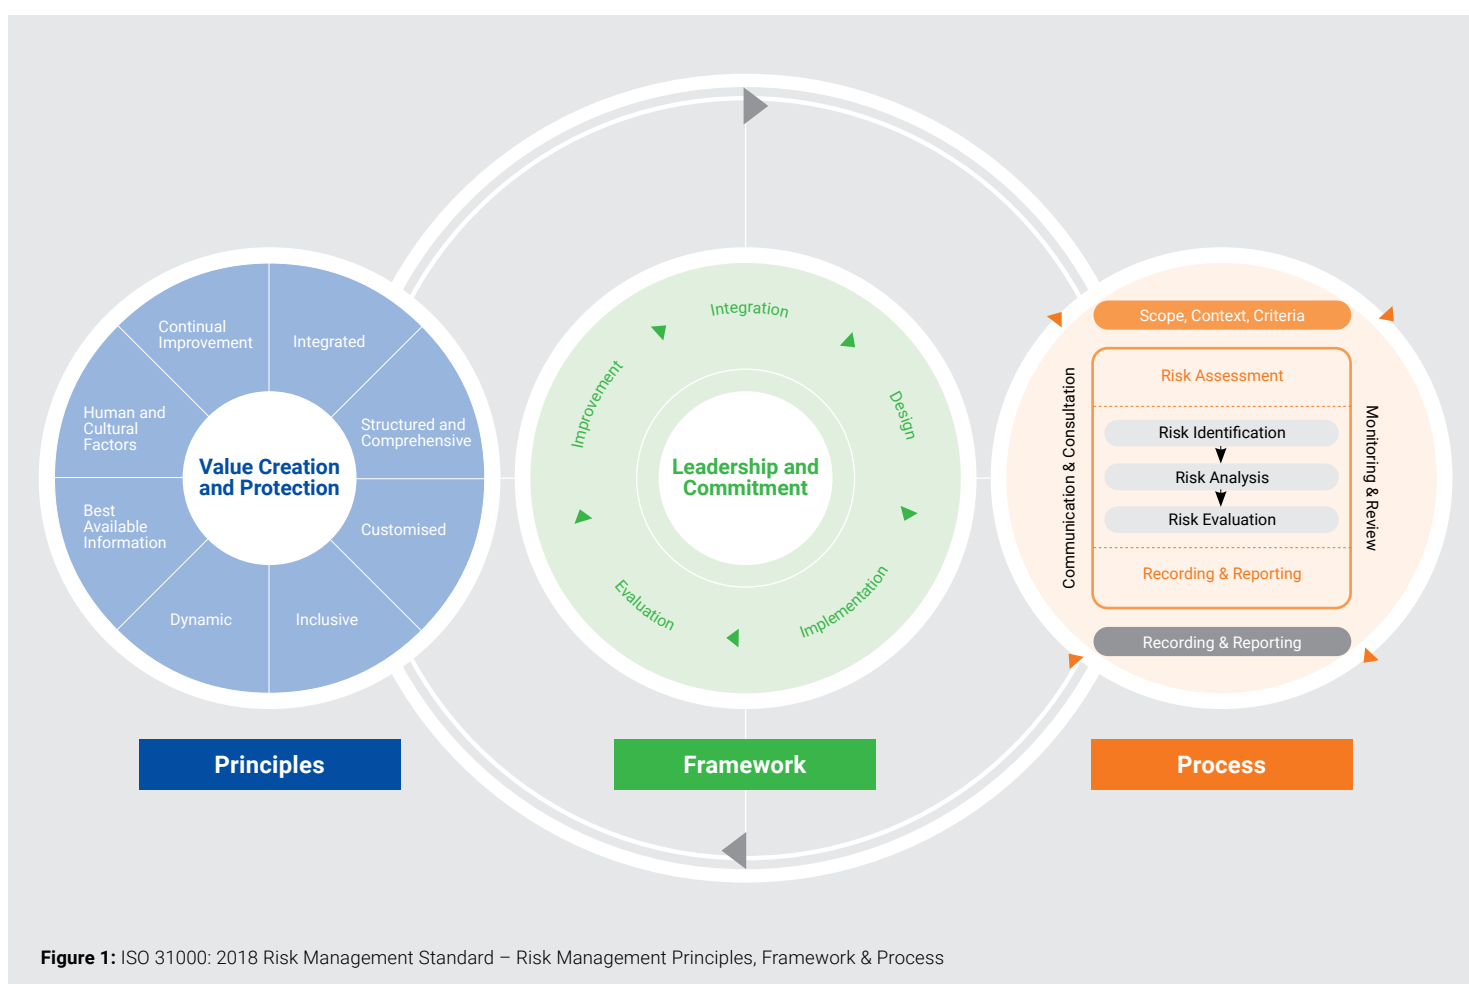 Continual
Improvement
Integrated
Human and
Cultural
Factors
Structured and
Comprehensive
Value Creation
and Protection
Best
Available
Information
Customised
Dynamic
Inclusive
Principles
Integration
Improvement
Design
Leadership and
Commitment
Evaluation
Implementation
Framework
Scope, Context, Criteria
Communication & Consultation
Risk Assessment
Risk Identification
Risk Analysis
Risk Evaluation
Recording & Reporting
Monitoring & Review
Recording & Reporting
Process
Figure 1: ISO 31000: 2018 Risk Management Standard – Risk Management Principles, Framework & Process